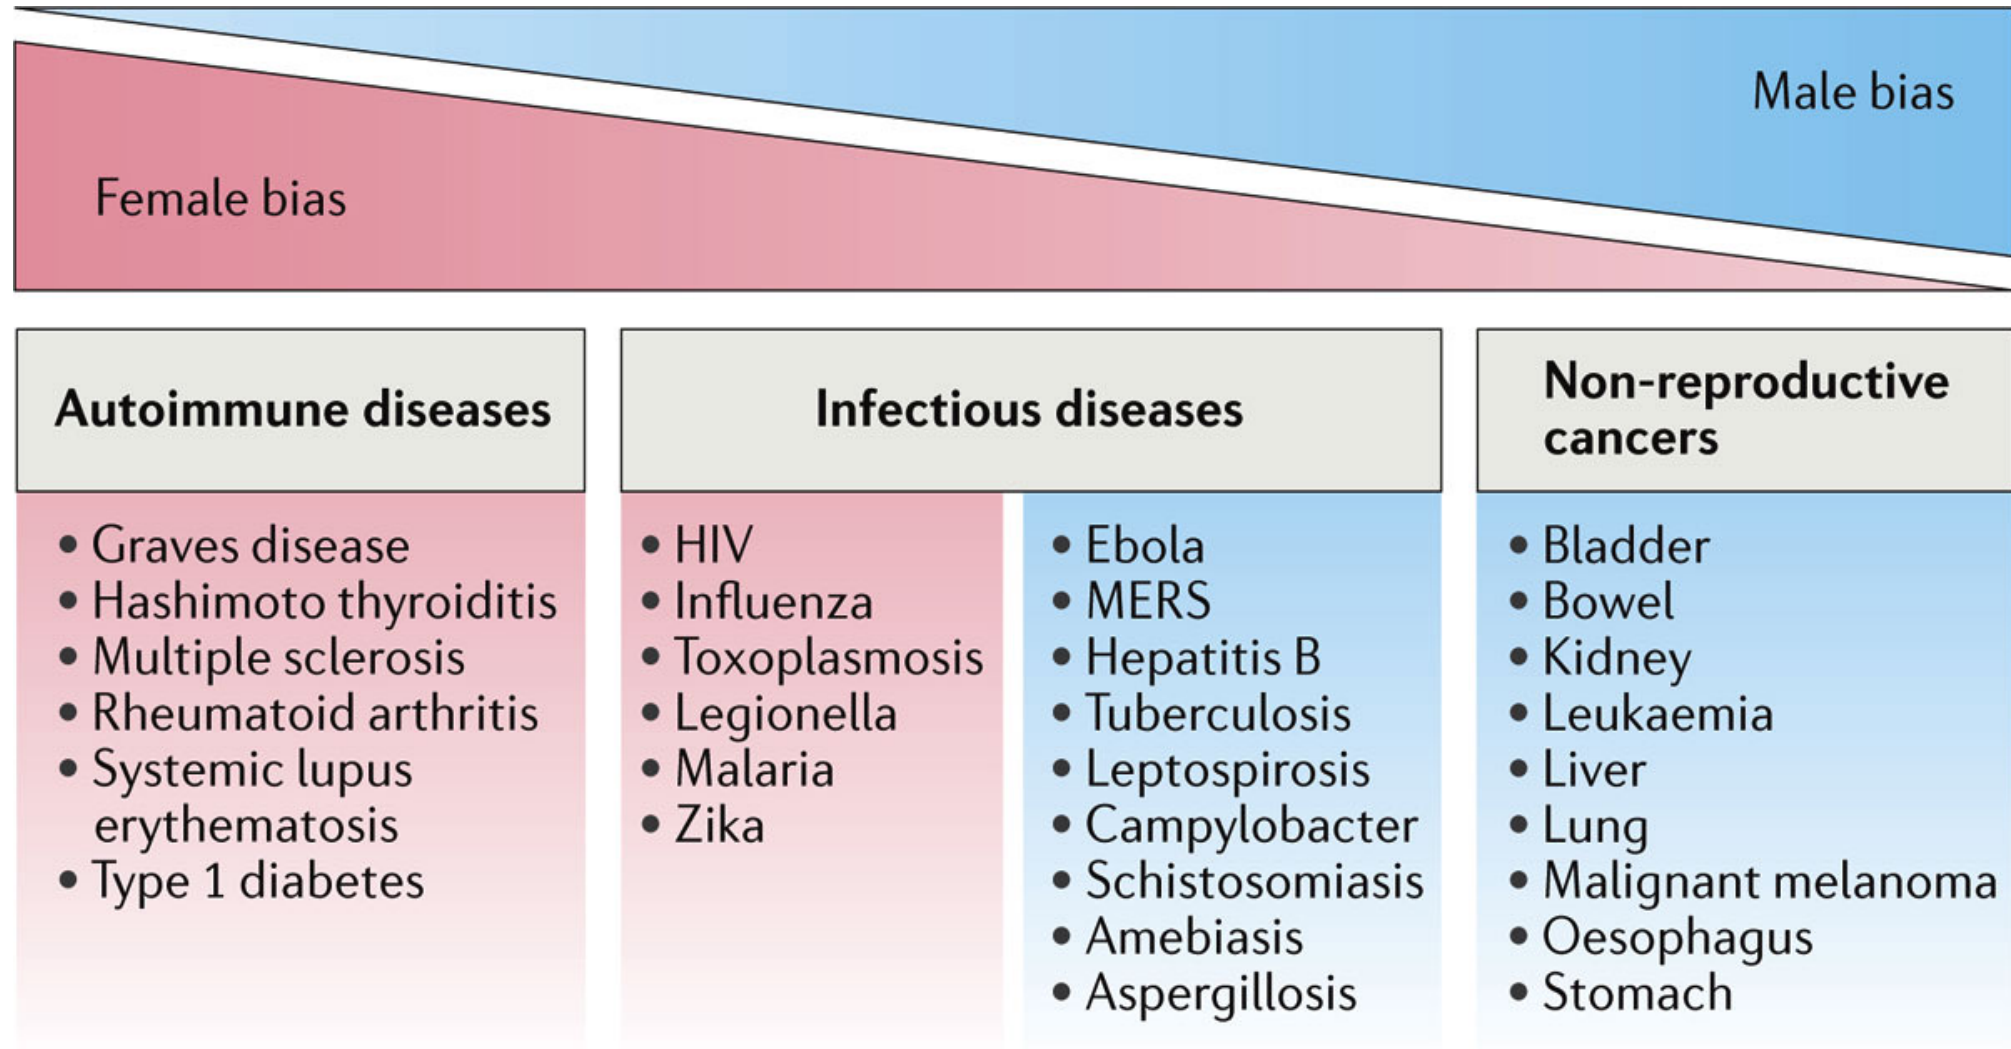 Male bias
Female bias
Autoimmune diseases
Infectious diseases
Non-reproductive
cancers
• Graves disease
• Hashimoto thyroiditis
• Multiple sclerosis
• Rheumatoid arthritis
• Systemic lupus
erythematosis
• Type 1 diabetes
• HIV
• Influenza
• Toxoplasmosis
• Legionella
• Malaria
• Zika
• Ebola
• MERS
• Hepatitis B
• Tuberculosis
• Leptospirosis
• Campylobacter
• Schistosomiasis
• Amebiasis
• Aspergillosis
• Bladder
• Bowel
• Kidney
• Leukaemia
• Liver
• Lung
• Malignant melanoma
• Oesophagus
• Stomach